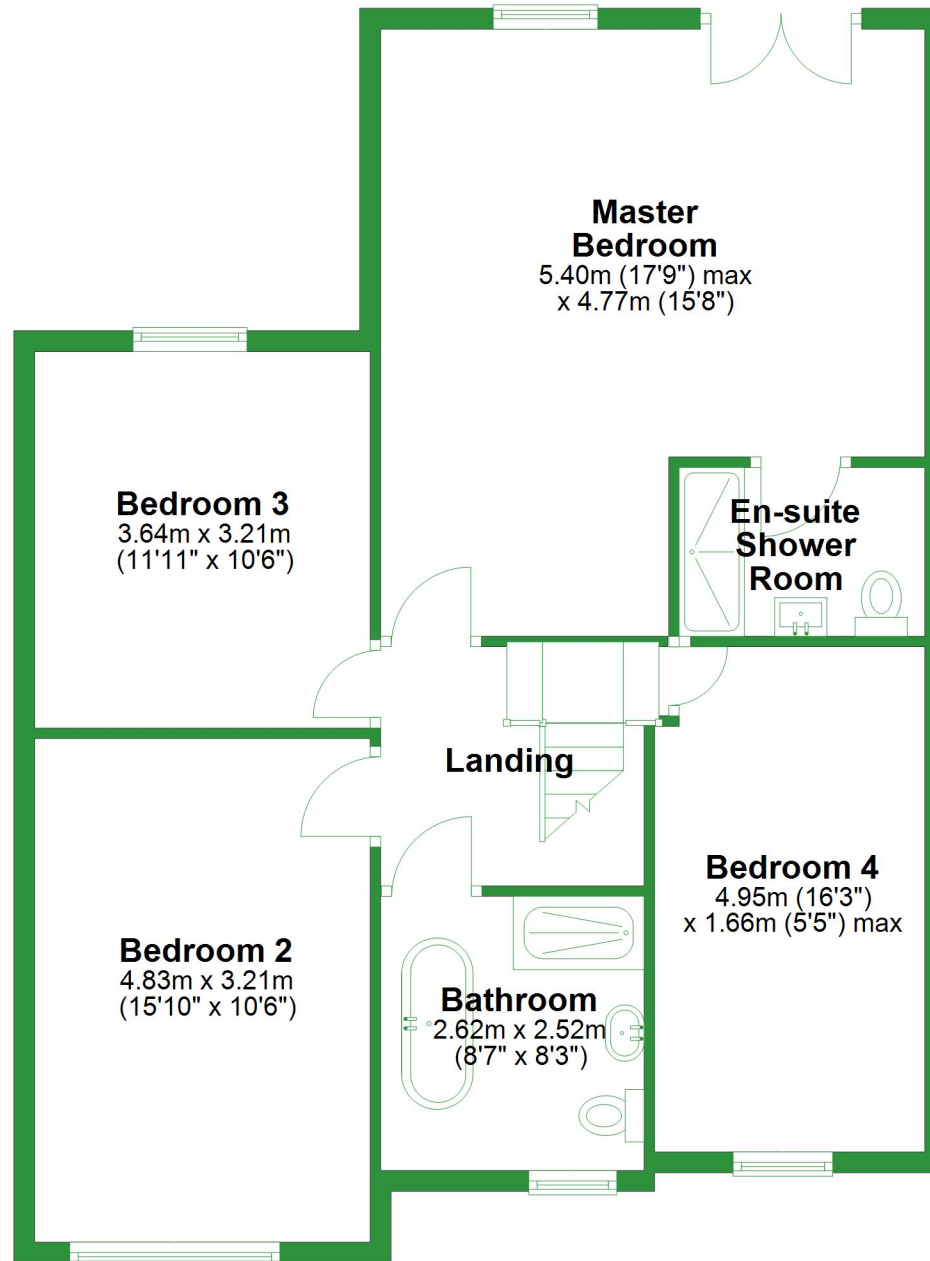 Master
Bedroom
5.40m (17'9") max
x 4.77m (15'8")
Bedroom 3
3.64m x 3.21m
(11'11" x 10'6")
En-suite
Shower
Room
Landing
Bedroom 4
4.95m (16'3")
x 1.66m (5'5") max
Bedroom 2
4.83m x 3.21m
(15'10" x 10'6")
Bathroom
2.62m x 2.52m
(8'7" x 8'3")